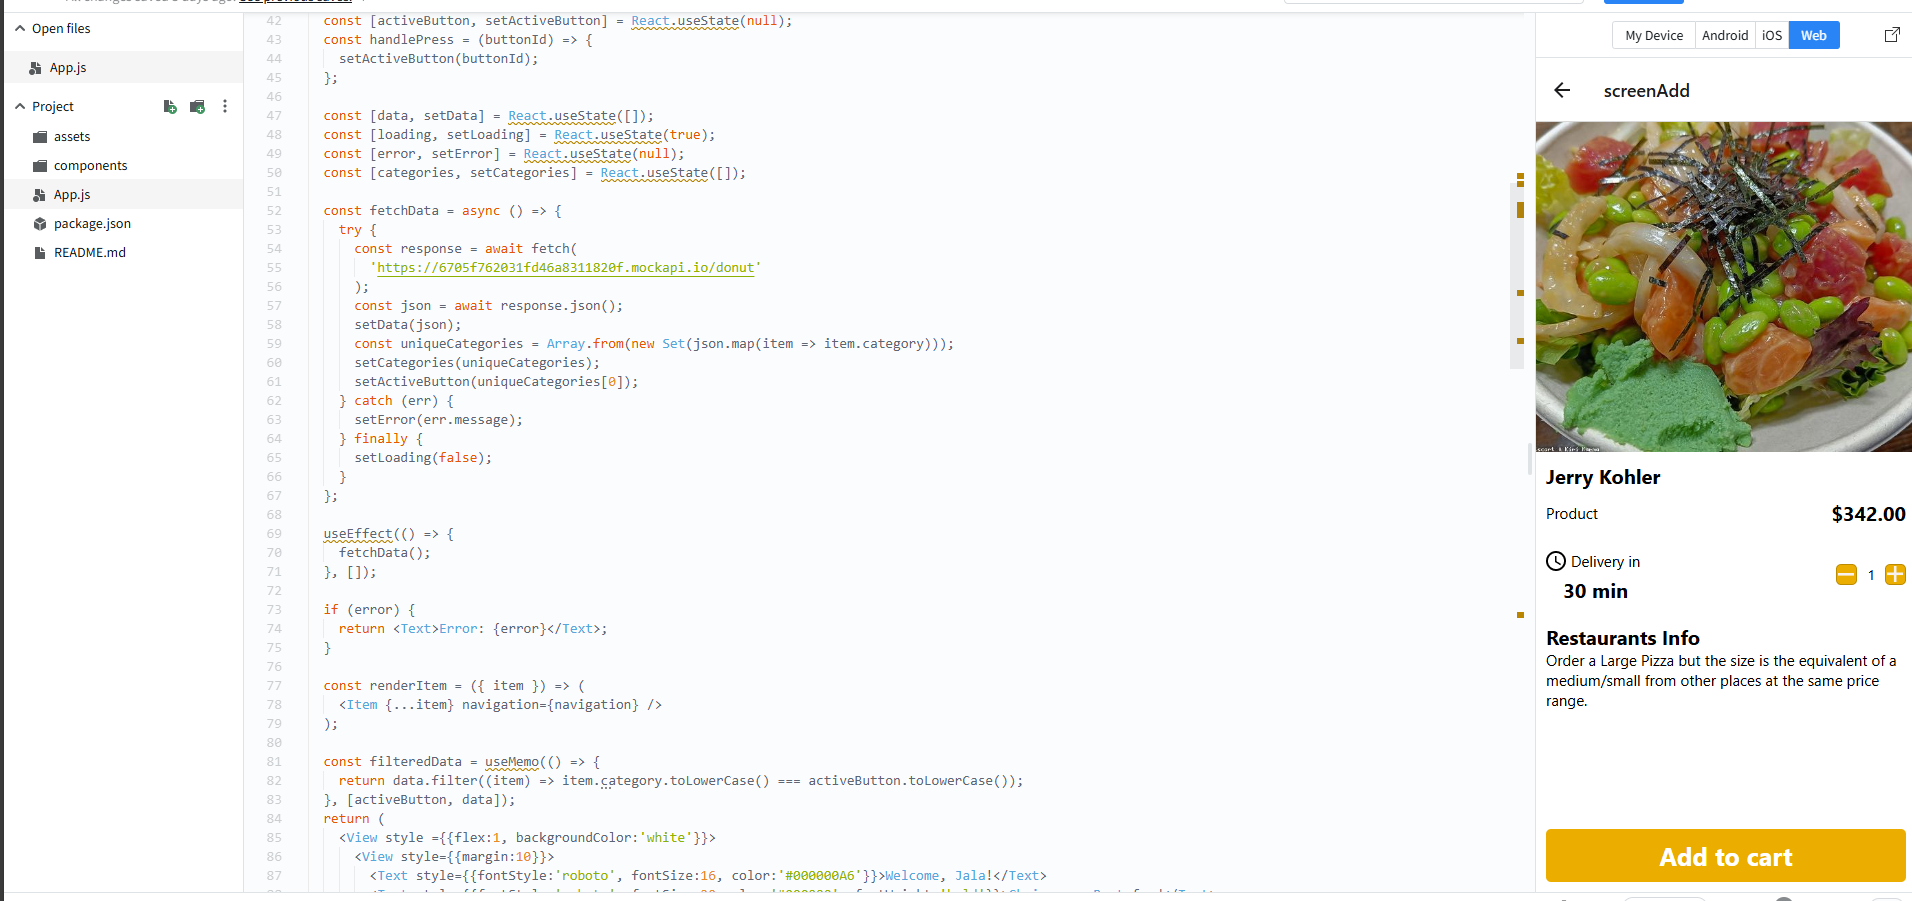 See previous saves.
Open files
App.js
Project
assets
components
App.js
package.json
README.md
42 const [activeButton, setActiveButton] = React.useState(null);
43 const handlePress = (buttonId) => {
44 setActiveButton(buttonId);
45 };
46
47 const [data, setData] = React.useState([]);
48 const [loading, setLoading] = React.useState(true);
49 const [error, setError] = React.useState(null);
50 const [categories, setCategories] = React.useState([]);
51
52 const fetchData = async () => {
53 try {
54 const response = await fetch(
55 'https://6705f762031fd46a8311820f.mockapi.io/donut'
56 );
57 const json = await response.json();
58 setData(json);
59 const uniqueCategories = Array.from(new Set(json.map(item => item.category)));
60 setCategories(uniqueCategories);
61 setActiveButton(uniqueCategories[0]);
62 } catch (err) {
63 setError(err.message);
64 } finally {
65 setLoading(false);
66 }
67 };
68
69 useEffect(() => {
70 fetchData();
71 }, []);
72
73 if (error) {
74 return <Text>Error: {error}</Text>;
75 }
76
77 const renderItem = ({ item }) => (
78 <Item {...item} navigation={navigation} />
79 );
80
81 const filteredData = useMemo(() => {
82 return data.filter((item) => item.category.toLowerCase() === activeButton.toLowerCase());
83 }, [activeButton, data]);
84 return (
85 <View style ={{flex:1, backgroundColor:'white'}}>
86 <View style={{margin:10}}>
87 <Text style={{fontStyle:'roboto', fontSize:16, color:'#000000A6'}}>Welcome, Jala!</Text>
My Device Android iOS Web
screenAdd
Jerry Kohler
Product $342.00
Delivery in
1
30 min
Restaurants Info
Order a Large Pizza but the size is the equivalent of a
medium/small from other places at the same price
range.
Add to cart